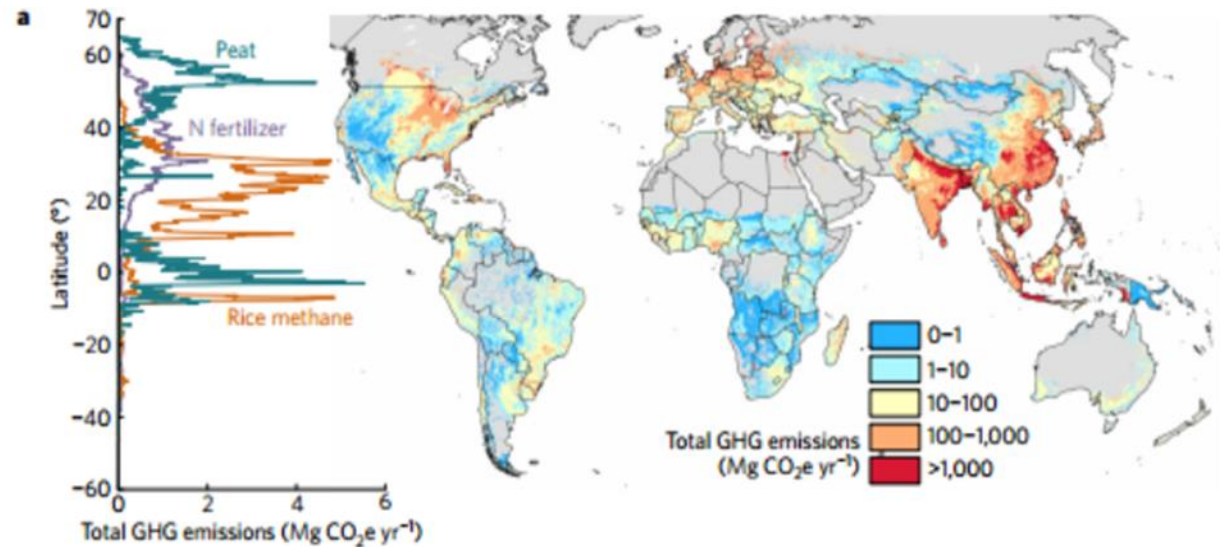 a
70
60
40
20
0
−20
−40
−60
Latitude (°)
Peat
N fertilizer
Rice methane
0 2 4 6
Total GHG emissions (Mg CO₂e yr⁻¹)
Total GHG emissions
(Mg CO₂e yr⁻¹)
0–1
1–10
10–100
100–1,000
>1,000